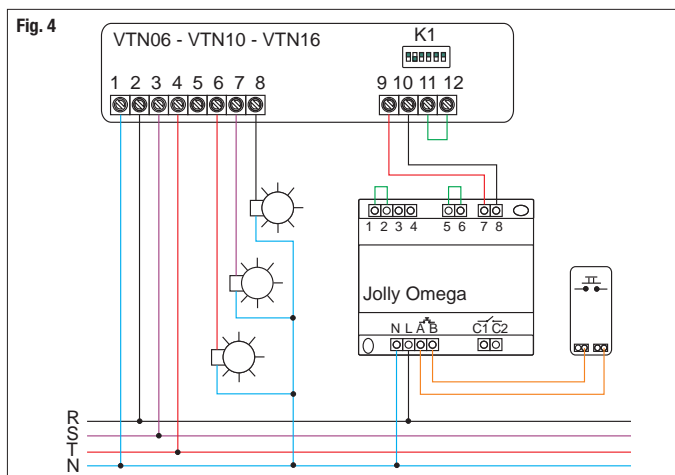 Fig. 4
VTN06 - VTN10 - VTN16
K1
1 2 3 4 5 6 7 8
9 10 11 12
1 2 3 4
5 6
7 8
Jolly Omega
N L A B
C1 C2
R
S
T
N